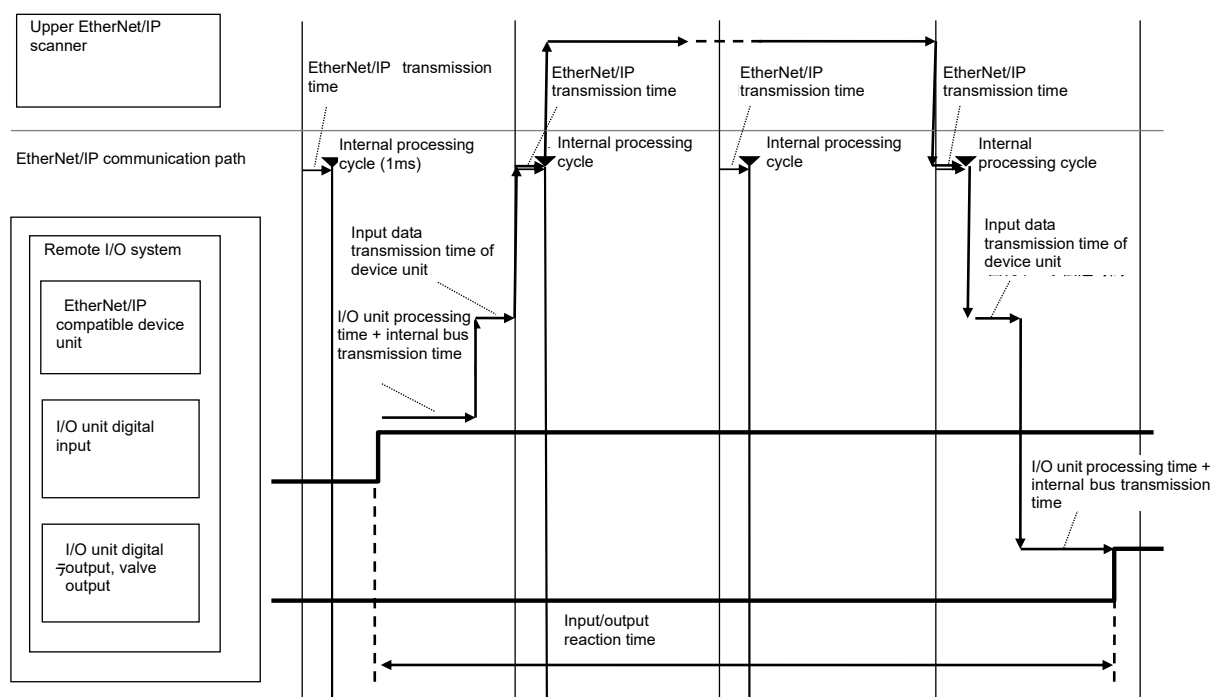 Upper EtherNet/IP
scanner
EtherNet/IP transmission
time
EtherNet/IP
transmission time
EtherNet/IP
transmission time
EtherNet/IP
transmission time
EtherNet/IP communication path
Internal processing
cycle (1ms)
Internal processing
cycle
Internal processing
cycle
Internal
processing cycle
Remote I/O system
EtherNet/IP
compatible device
unit
Input data
transmission time of
device unit
Input data
transmission time of
device unit
I/O unit processing
time + internal bus
transmission time
I/O unit digital
input
I/O unit processing time +
internal bus transmission
time
I/O unit digital
output, valve
output
Input/output
reaction time